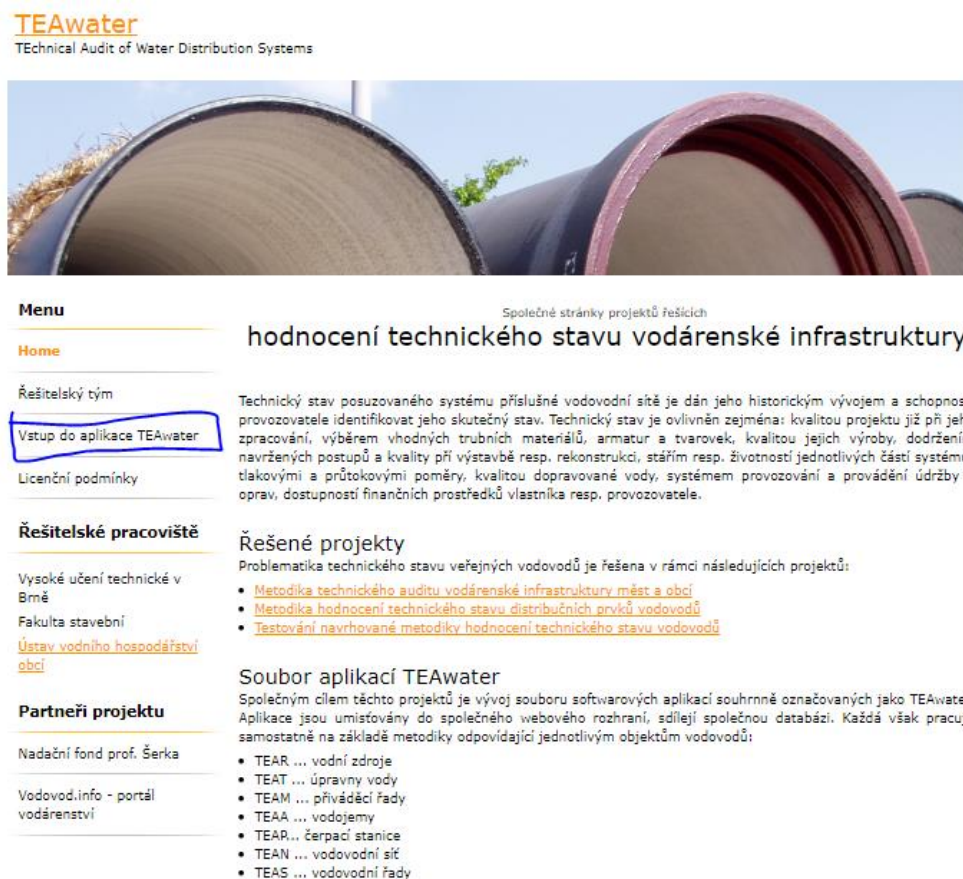 TEAwater
TEchnical Audit of Water Distribution Systems
Menu
Home
Řešitelský tým
Vstup do aplikace TEAwater
Licenční podmínky
Řešitelské pracoviště
Vysoké učení technické v
Brně
Fakulta stavební
Ústav vodního hospodářství
obcí
Partneři projektu
Nadační fond prof. Šerka
Vodovod.info - portál
vodárenství
Společné stránky projektů řešících
hodnocení technického stavu vodárenské infrastruktury
Technický stav posuzovaného systému příslušné vodovodní sítě je dán jeho historickým vývojem a schopnos
provozovatele identifikovat jeho skutečný stav. Technický stav je ovlivněn zejména: kvalitou projektu již při jeh
zpracování, výběrem vhodných trubních materiálů, armatur a tvarovek, kvalitou jejich výroby, dodržení
navržených postupů a kvality při výstavbě resp. rekonstrukci, stářím resp. životností jednotlivých částí systému
tlakovými a průtokovými poměry, kvalitou dopravované vody, systémem provozování a provádění údržby
oprav, dostupností finančních prostředků vlastníka resp. provozovatele.
Řešené projekty
Problematika technického stavu veřejných vodovodů je řešena v rámci následujících projektů:
• Metodika technického auditu vodárenské infrastruktury měst a obcí
• Metodika hodnocení technického stavu distribučních prvků vodovodů
• Testování navrhované metodiky hodnocení technického stavu vodovodů
Soubor aplikací TEAwater
Společným cílem těchto projektů je vývoj souboru softwarových aplikací souhrnně označovaných jako TEAwate
Aplikace jsou umisťovány do společného webového rozhraní, sdílejí společnou databázi. Každá však pracuj
samostatně na základě metodiky odpovídající jednotlivým objektům vodovodů:
• TEAR ... vodní zdroje
• TEAT ... úpravny vody
• TEAM ... přiváděcí řady
• TEAA ... vodojemy
• TEAP... čerpací stanice
• TEAN ... vodovodní síť
• TEAS ... vodovodní řady